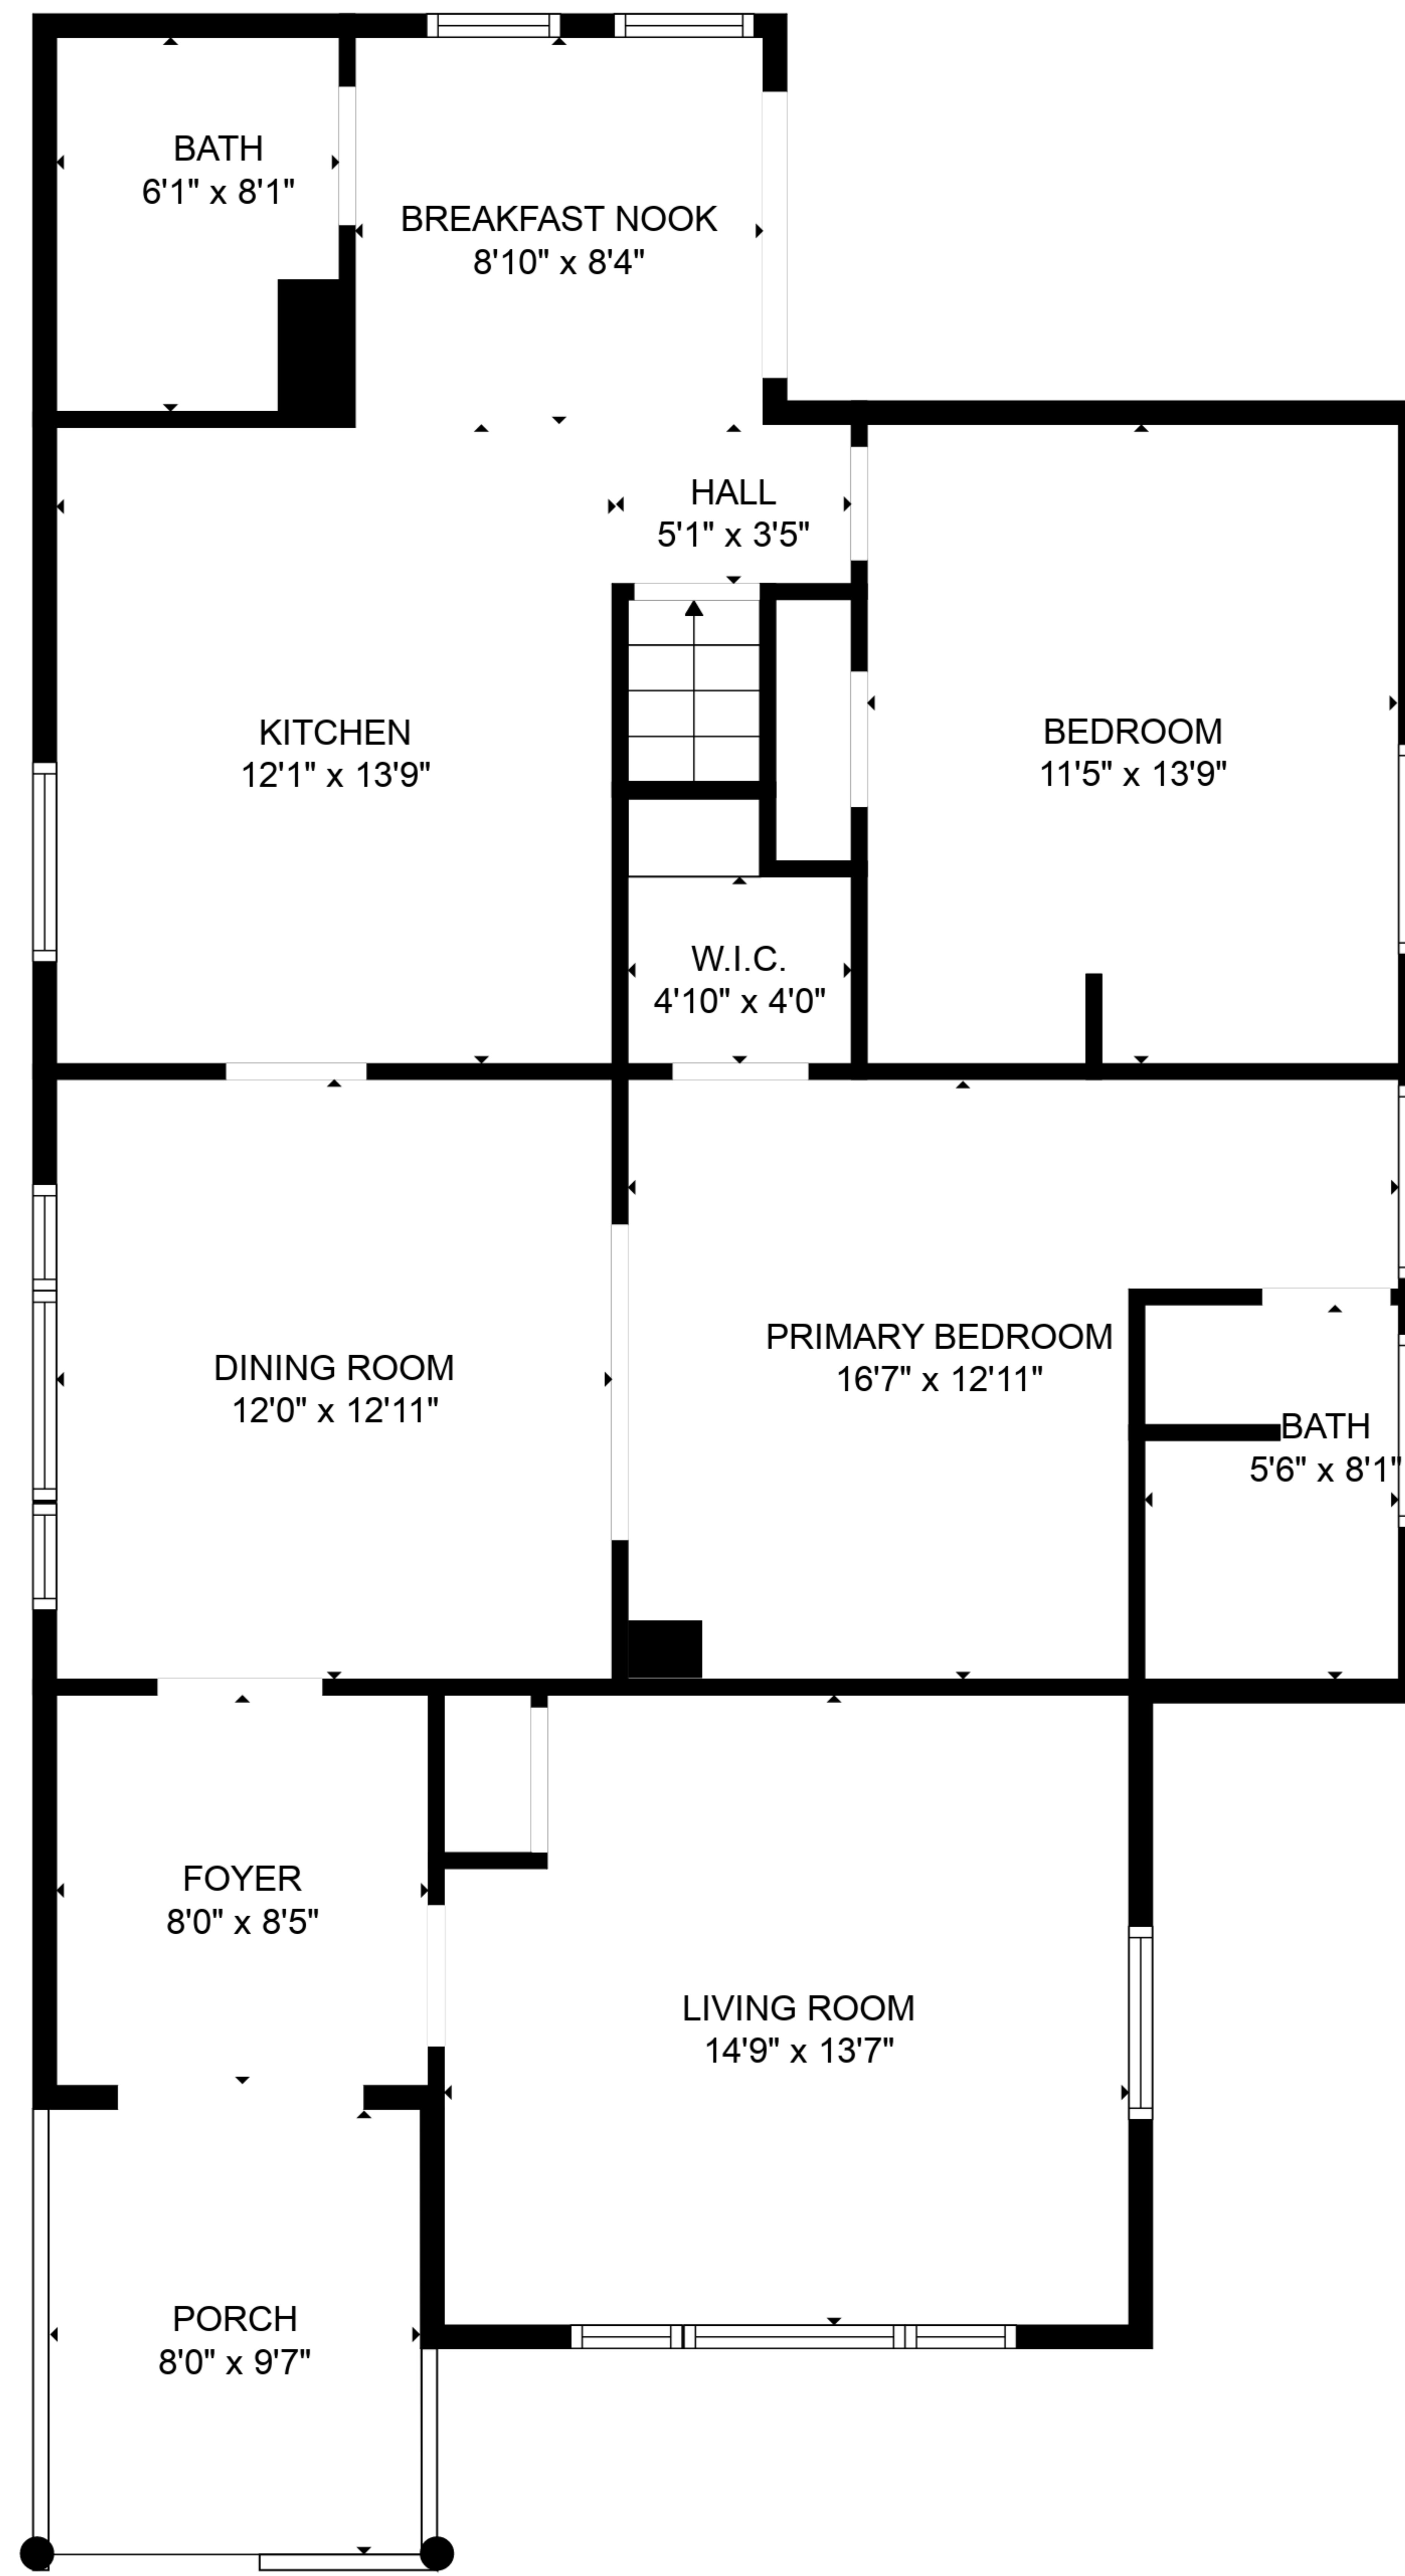 BATH
6'1" x 8'1"
BREAKFAST NOOK
8'10" x 8'4"
HALL
5'1" x 3'5"
KITCHEN
12'1" x 13'9"
BEDROOM
11'5" x 13'9"
W.I.C.
4'10" x 4'0"
DINING ROOM
12'0" x 12'11"
PRIMARY BEDROOM
16'7" x 12'11"
BATH
5'6" x 8'1"
FOYER
8'0" x 8'5"
LIVING ROOM
14'9" x 13'7"
PORCH
8'0" x 9'7"